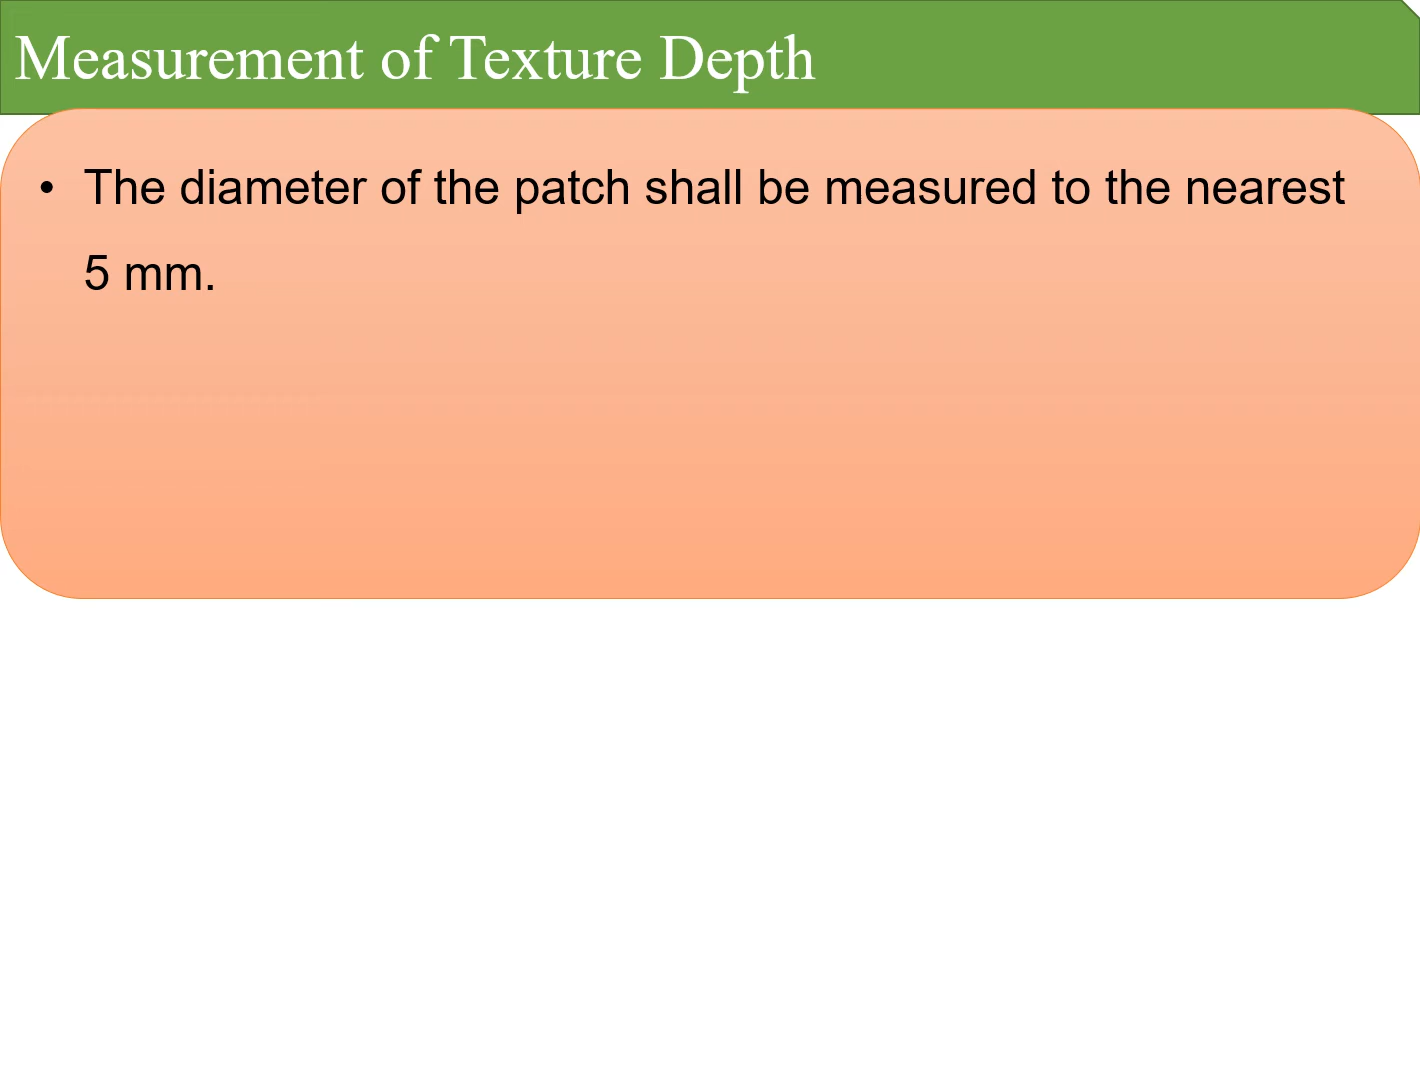 Measurement of Texture Depth
• The diameter of the patch shall be measured to the nearest
5 mm.